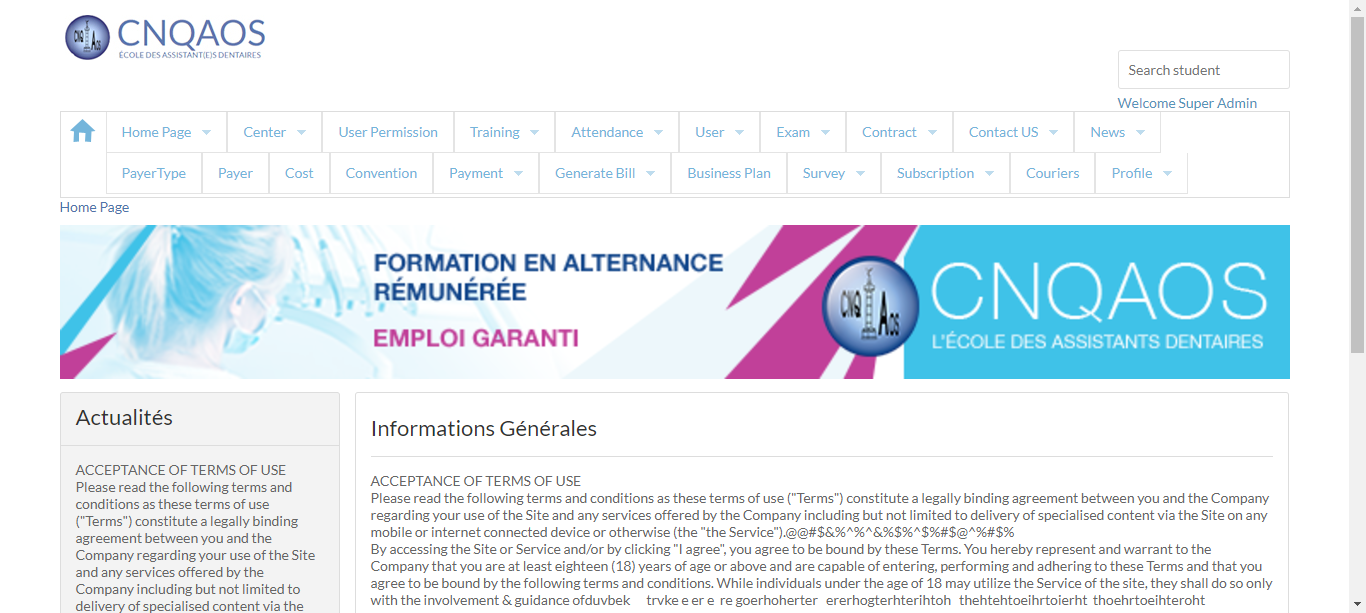 CNQ AOS
CNQAOS
ÉCOLE DES ASSISTANT(E)S DENTAIRES
Search student
Welcome Super Admin
Home Page Center User Permission Training Attendance User Exam Contract Contact US News
PayerType Payer Cost Convention Payment Generate Bill Business Plan Survey Subscription Couriers Profile
Home Page
FORMATION EN ALTERNANCE
RÉMUNÉRÉE
EMPLOI GARANTI
CNQ AOS
CNQAOS
L'ÉCOLE DES ASSISTANTS DENTAIRES
Actualités
ACCEPTANCE OF TERMS OF USE
Please read the following terms and
conditions as these terms of use
("Terms") constitute a legally binding
agreement between you and the
Company regarding your use of the Site
and any services offered by the
Company including but not limited to
delivery of specialised content via the
Informations Générales
ACCEPTANCE OF TERMS OF USE
Please read the following terms and conditions as these terms of use ("Terms") constitute a legally binding agreement between you and the Company
regarding your use of the Site and any services offered by the Company including but not limited to delivery of specialised content via the Site on any
mobile or internet connected device or otherwise (the "the Service").@@#$&%^%^&%$%^$%#$@^%#$%
By accessing the Site or Service and/or by clicking "I agree", you agree to be bound by these Terms. You hereby represent and warrant to the
Company that you are at least eighteen (18) years of age or above and are capable of entering, performing and adhering to these Terms and that you
agree to be bound by the following terms and conditions. While individuals under the age of 18 may utilize the Service of the site, they shall do so only
with the involvement & guidance ofduvbek trvke e er e re goerhoherter ererhogterhterihtoh thehtehtoeihrtoierht thoehrtoeihteroht